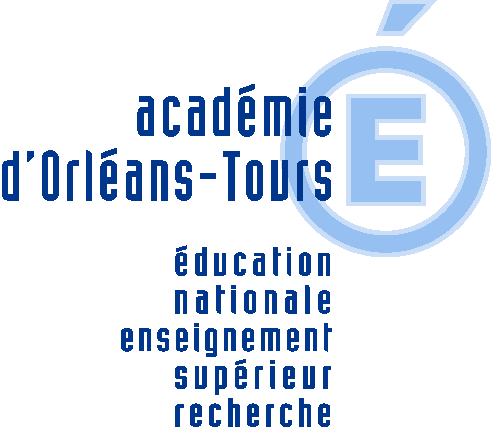 É
académie
d'Orléans-Tours
éducation
nationale
enseignement
supérieur
recherche